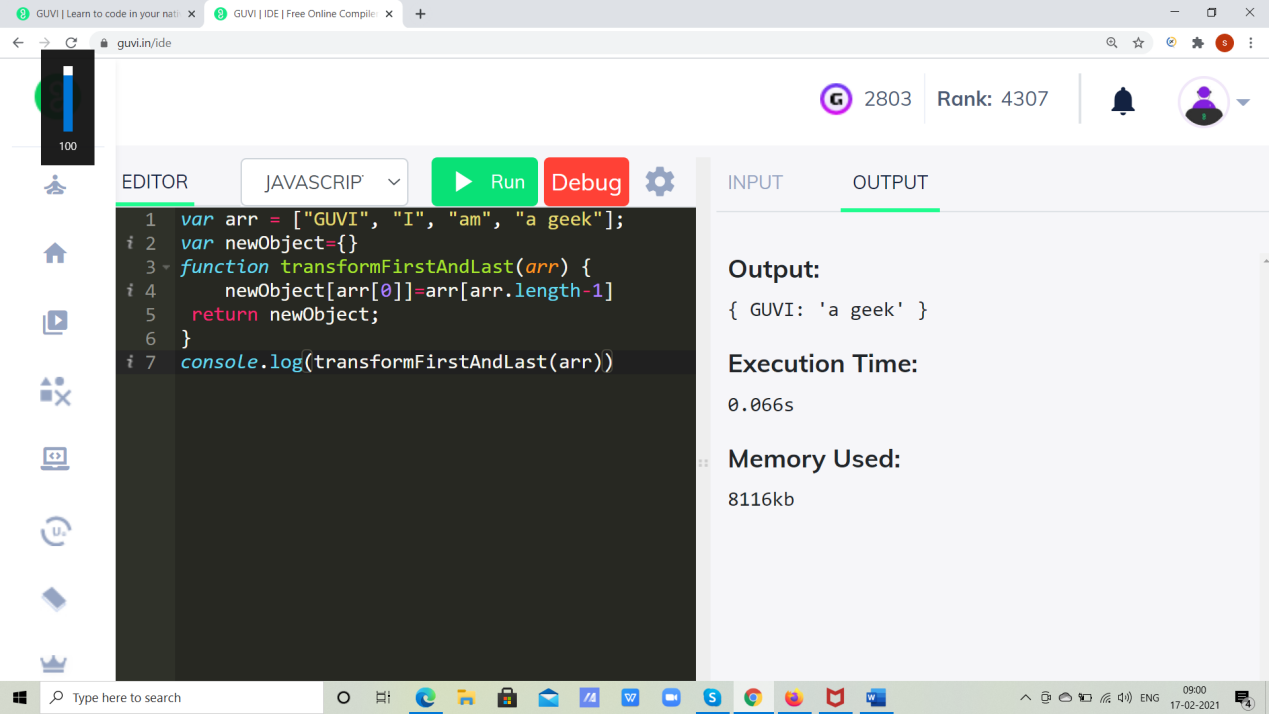 GUVI | Learn to code in your nati
GUVI | IDE | Free Online Compiler
guvi.in/ide
S
100
G 2803 Rank: 4307
EDITOR JAVASCRIP Run Debug INPUT OUTPUT
1 var arr = ["GUVI", "I", "am", "a geek"];
i 2 var newObject={}
3 function transformFirstAndLast(arr) {
i 4 newObject[arr[0]]=arr[arr.length-1]
5 return newObject;
6 }
i 7 console.log(transformFirstAndLast(arr))
Output:
{ GUVI: 'a geek' }
Execution Time:
0.066s
Memory Used:
8116kb
Type here to search
ENG
09:00
17-02-2021
4